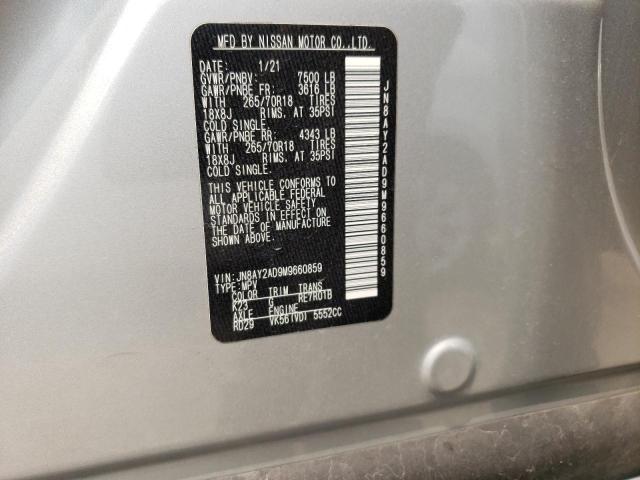 MFD BY NISSAN MOTOR CO.,LTD.
DATE: 1/21
GVWR/PNBV: 7500 LB
GAWR/PNBE FR: 3616 LB
WITH 265/70R18 TIRES
18X8J RIMS. AT 35PSI
COLD SINGLE.
GAWR/PNBE RR: 4343 LB
WITH 265/70R18 TIRES
18X8J RIMS. AT 35PSI
COLD SINGLE.
THIS VEHICLE CONFORMS TO
ALL APPLICABLE FEDERAL
MOTOR VEHICLE SAFETY
STANDARDS IN EFFECT ON
THE DATE OF MANUFACTURE
SHOWN ABOVE.
VIN: JN8AY2AD9M9660859
TYPE: MPV
COLOR TRIM TRANS
K23 G RE7R01B
AXLE ENGINE
RD29 VK56(VD) 5552CC
JN8AY2AD9M9660859